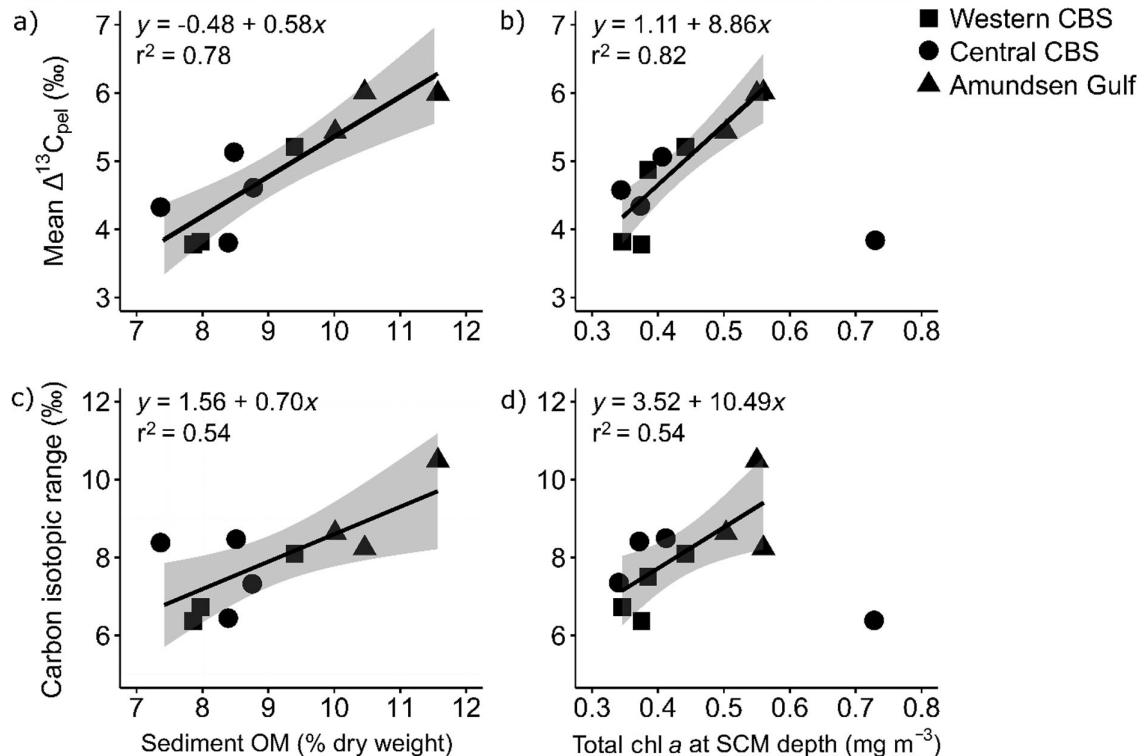 a)
y = -0.48 + 0.58x
r² = 0.78
7
6
5
4
3
Mean Δ¹³Cpel (‰)
7 8 9 10 11 12
b)
y = 1.11 + 8.86x
r² = 0.82
7
6
5
4
3
0.3 0.4 0.5 0.6 0.7 0.8
Western CBS
Central CBS
Amundsen Gulf
c)
y = 1.56 + 0.70x
r² = 0.54
12
10
8
6
Carbon isotopic range (‰)
7 8 9 10 11 12
Sediment OM (% dry weight)
d)
y = 3.52 + 10.49x
r² = 0.54
12
10
8
6
0.3 0.4 0.5 0.6 0.7 0.8
Total chl a at SCM depth (mg m⁻³)